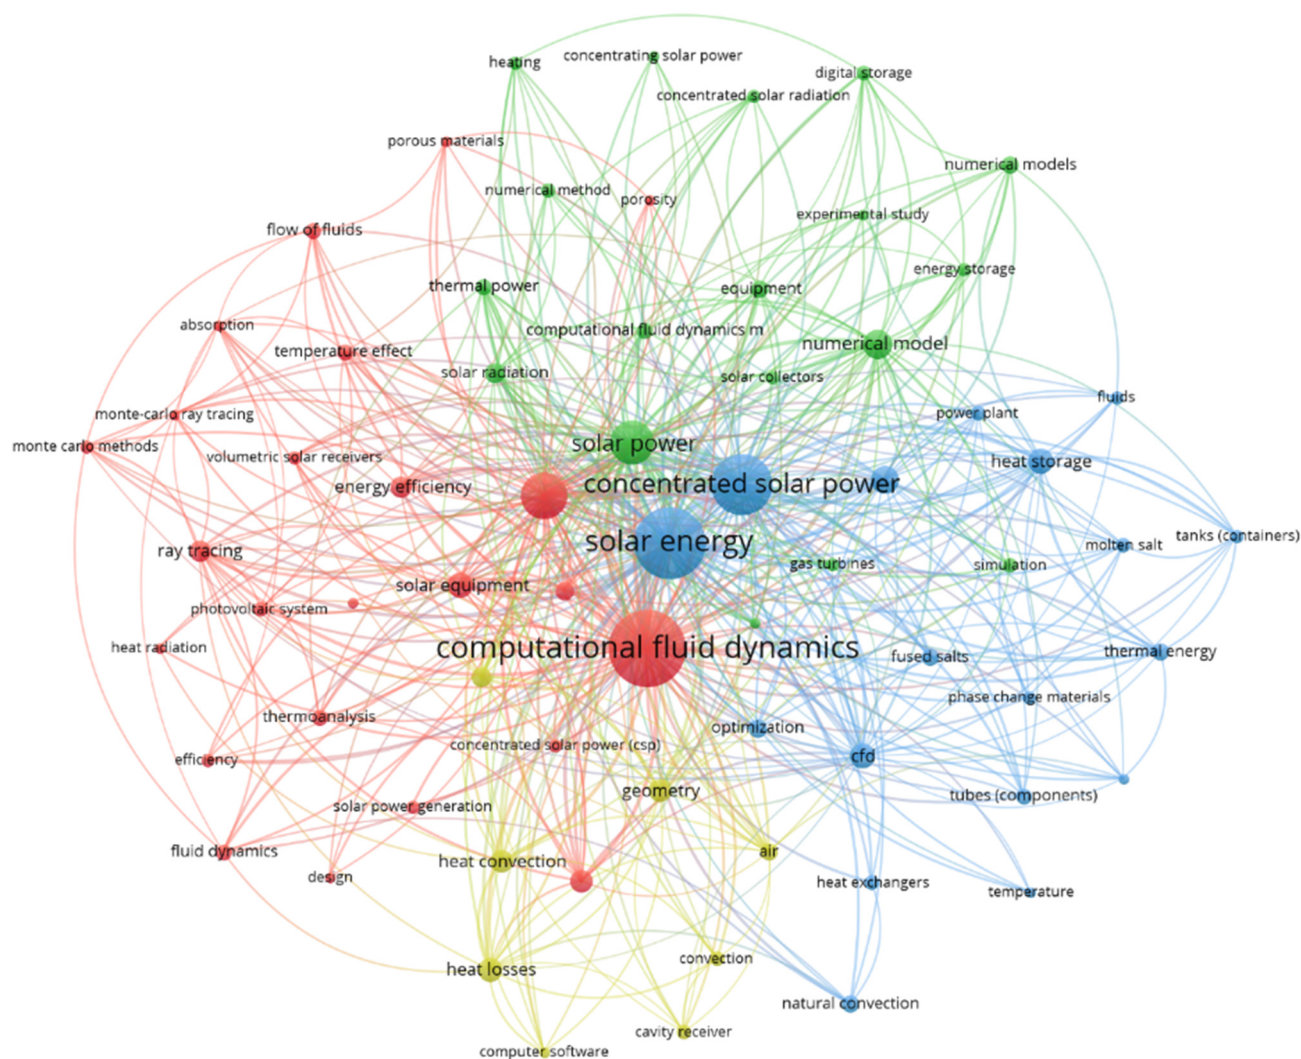 heating
concentrating solar power
digital storage
concentrated solar radiation
porous materials
numerical models
numerical method
porosity
experimental study
flow of fluids
energy storage
thermal power
equipment
absorption
computational fluid dynamics m
numerical model
temperature effect
solar radiation
solar collectors
fluids
monte-carlo ray tracing
power plant
monte carlo methods
solar power
volumetric solar receivers
heat storage
energy efficiency
concentrated solar power
tanks (containers)
solar energy
molten salt
ray tracing
gas turbines
simulation
solar equipment
photovoltaic system
heat radiation
computational fluid dynamics
thermal energy
fused salts
phase change materials
thermoanalysis
optimization
concentrated solar power (csp)
efficiency
cfd
geometry
tubes (components)
solar power generation
fluid dynamics
air
heat convection
design
heat exchangers
temperature
convection
heat losses
natural convection
cavity receiver
computer software